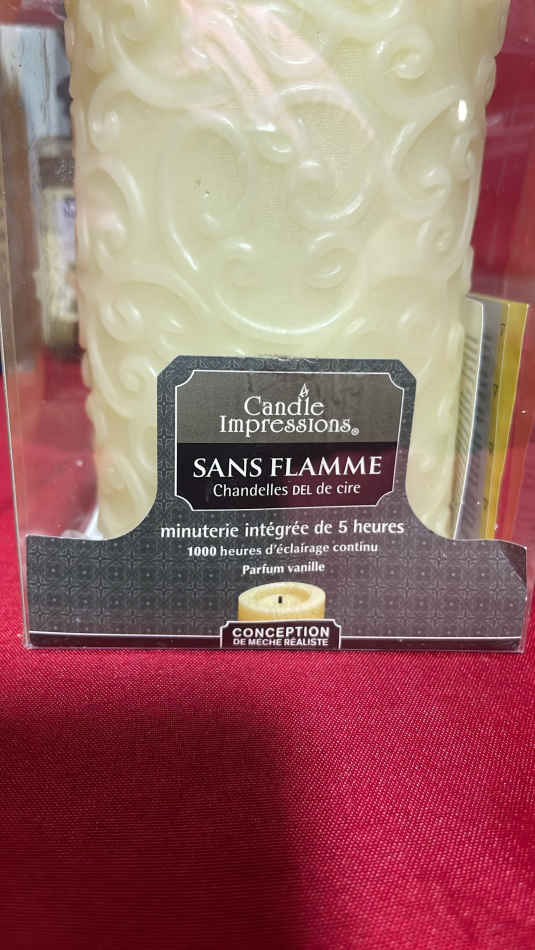 Candle
Impressions®
SANS FLAMME
Chandelles DEL de cire
minuterie intégrée de 5 heures
1000 heures d'éclairage continu
Parfum vanille
CONCEPTION
DE MÈCHE RÉALISTE